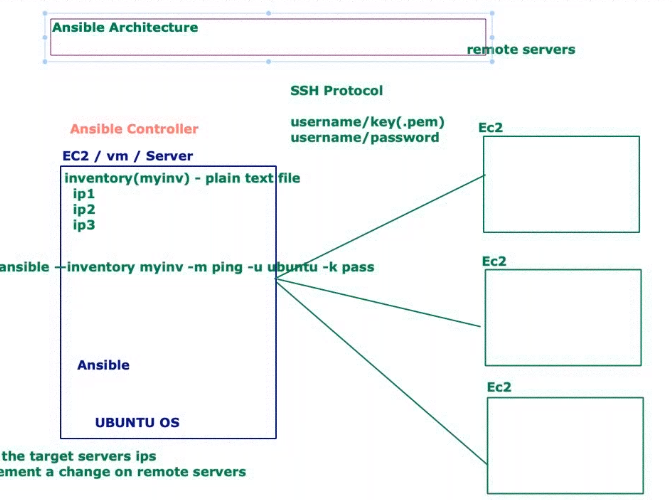 Ansible Architecture
remote servers
SSH Protocol
username/key(.pem)
username/password
Ansible Controller
EC2 / vm / Server
inventory(myinv) - plain text file
ip1
ip2
ip3
ansible --inventory myinv -m ping -u ubuntu -k pass
Ansible
UBUNTU OS
the target servers ips
ement a change on remote servers
Ec2
Ec2
Ec2